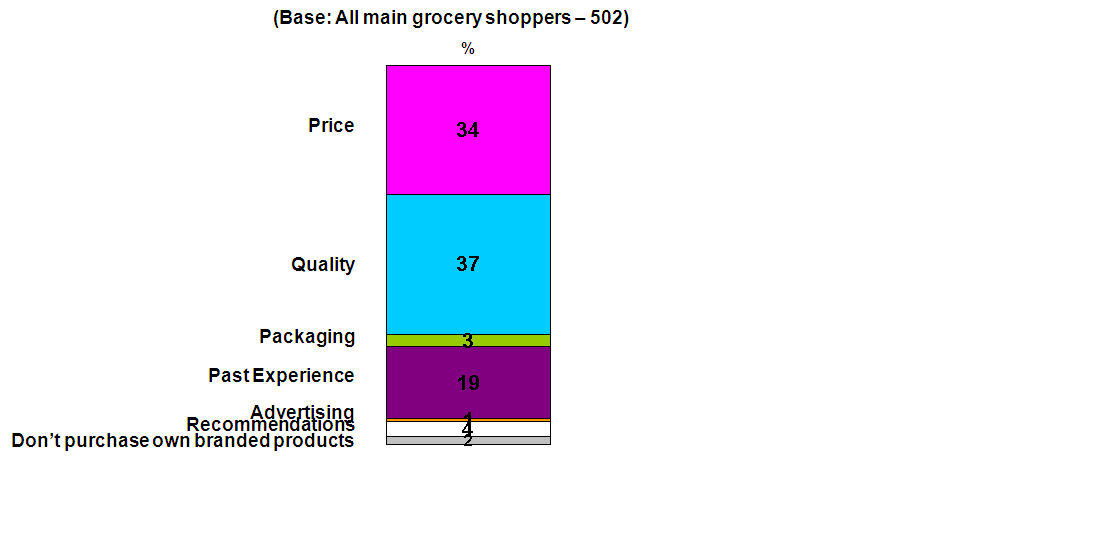 (Base: All main grocery shoppers – 502)
%
Price
34
Quality
37
Packaging
3
Past Experience
19
Advertising
1
Recommendations
4
Don’t purchase own branded products
2